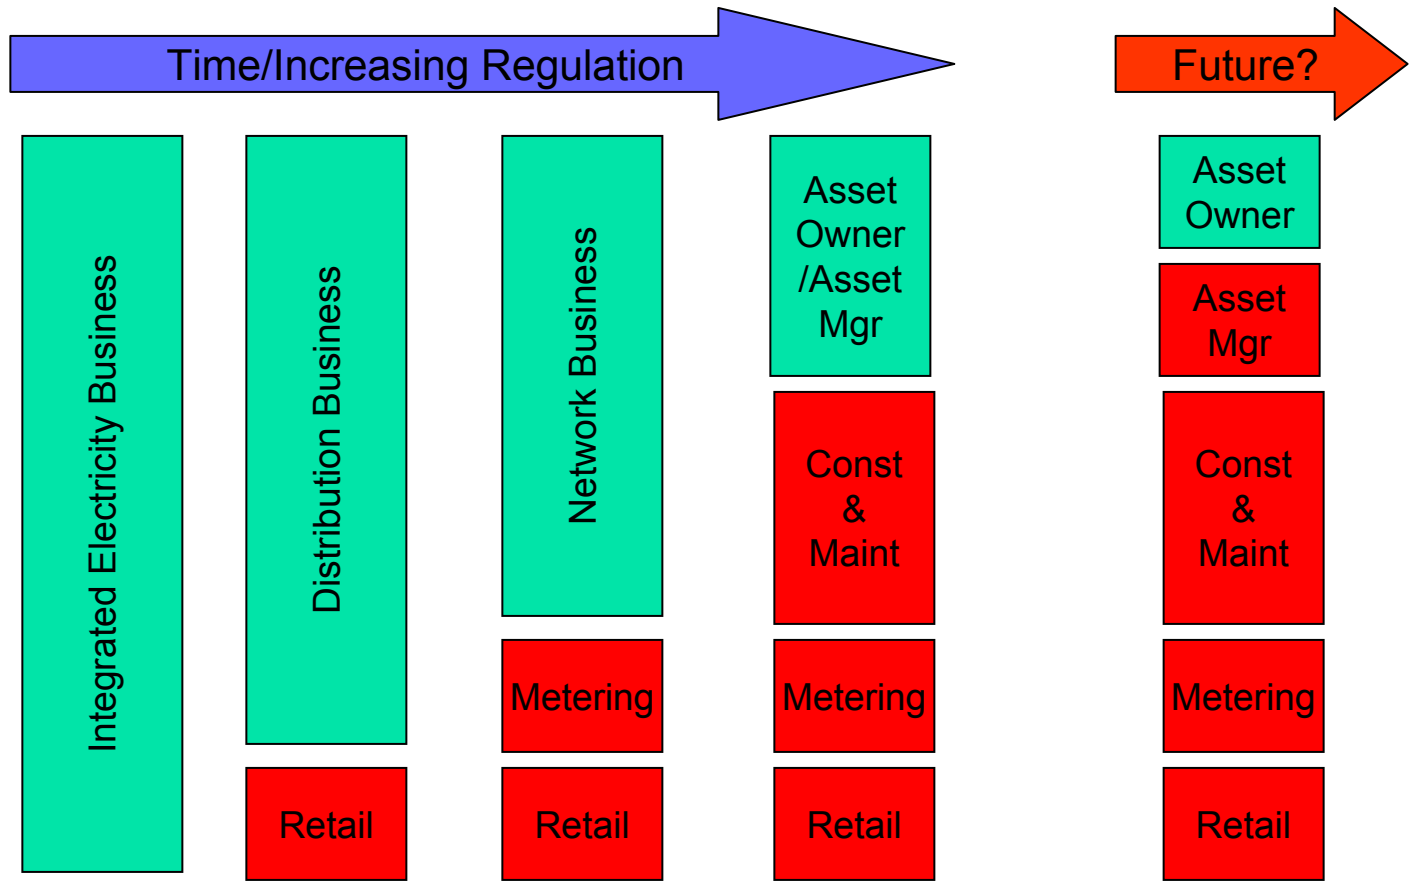 Time/Increasing Regulation
Future?
Integrated Electricity Business
Distribution Business
Retail
Network Business
Metering
Retail
Asset
Owner
/Asset
Mgr
Const
&
Maint
Metering
Retail
Asset
Owner
Asset
Mgr
Const
&
Maint
Metering
Retail